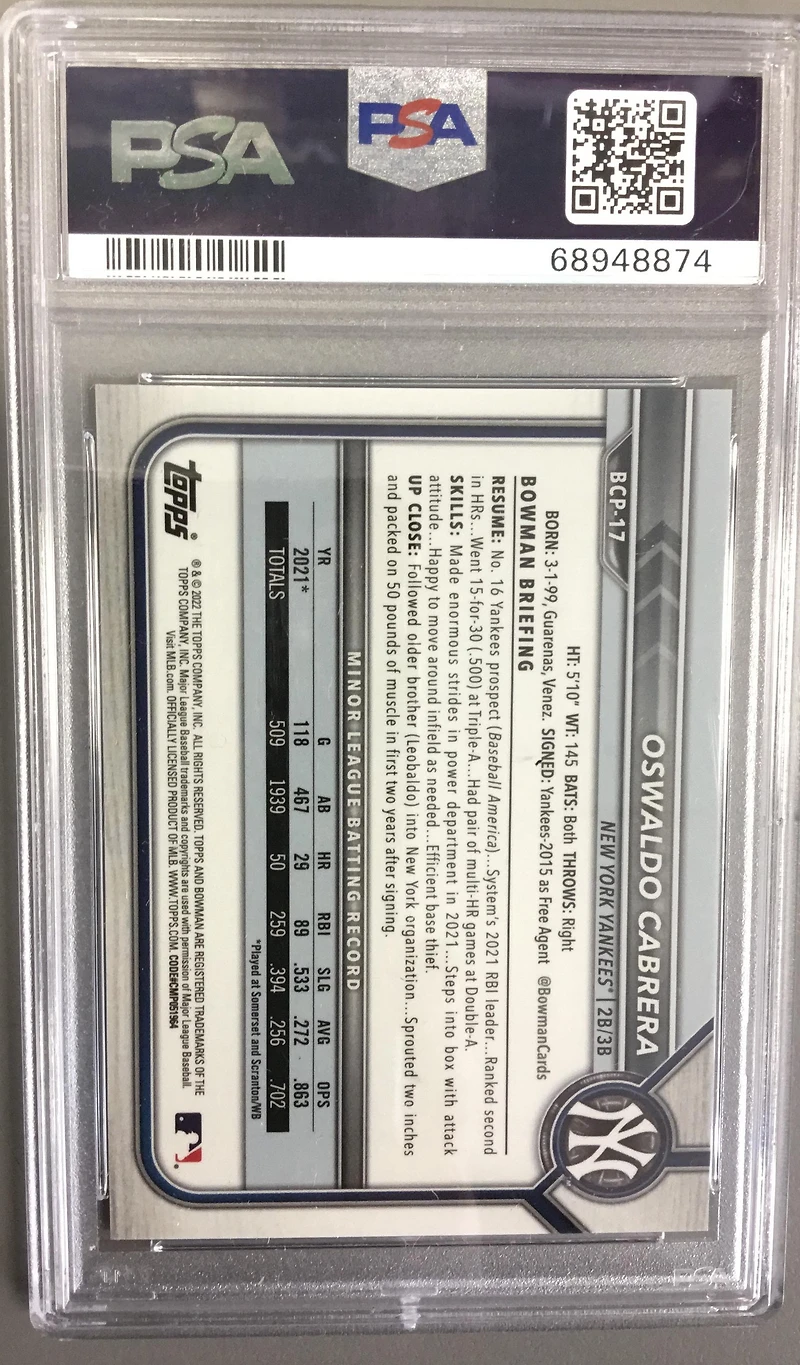 PSA
PSA
68948874
BCP-17
OSWALDO CABRERA
NEW YORK YANKEES® | 2B/3B
HT: 5'10" WT: 145 BATS: Both THROWS: Right
BORN: 3-1-99, Guarenas, Venez. SIGNED: Yankees-2015 as Free Agent @BowmanCards
BOWMAN BRIEFING
RESUME: No. 16 Yankees prospect (Baseball America)...System's 2021 RBI leader...Ranked second
in HRs...Went 15-for-30 (.500) at Triple-A...Had pair of multi-HR games at Double-A.
SKILLS: Made enormous strides in power department in 2021...Steps into box with attack
attitude...Happy to move around infield as needed...Efficient base thief.
UP CLOSE: Followed older brother (Leobaldo) into New York organization...Sprouted two inches
and packed on 50 pounds of muscle in first two years after signing.
MINOR LEAGUE BATTING RECORD
YR G AB HR RBI SLG AVG OPS
2021* 118 467 29 89 .533 .272 .863
TOTALS 509 1939 50 259 .394 .256 .702
*Played at Somerset and Scranton/WB
topps®
® & © 2022 THE TOPPS COMPANY, INC. ALL RIGHTS RESERVED. TOPPS AND BOWMAN ARE REGISTERED TRADEMARKS OF THE
TOPPS COMPANY, INC. Major League Baseball trademarks and copyrights are used with permission of Major League Baseball.
Visit MLB.com. OFFICIALLY LICENSED PRODUCT OF MLB. WWW.TOPPS.COM. CODE#CMP051964
NY
PSA